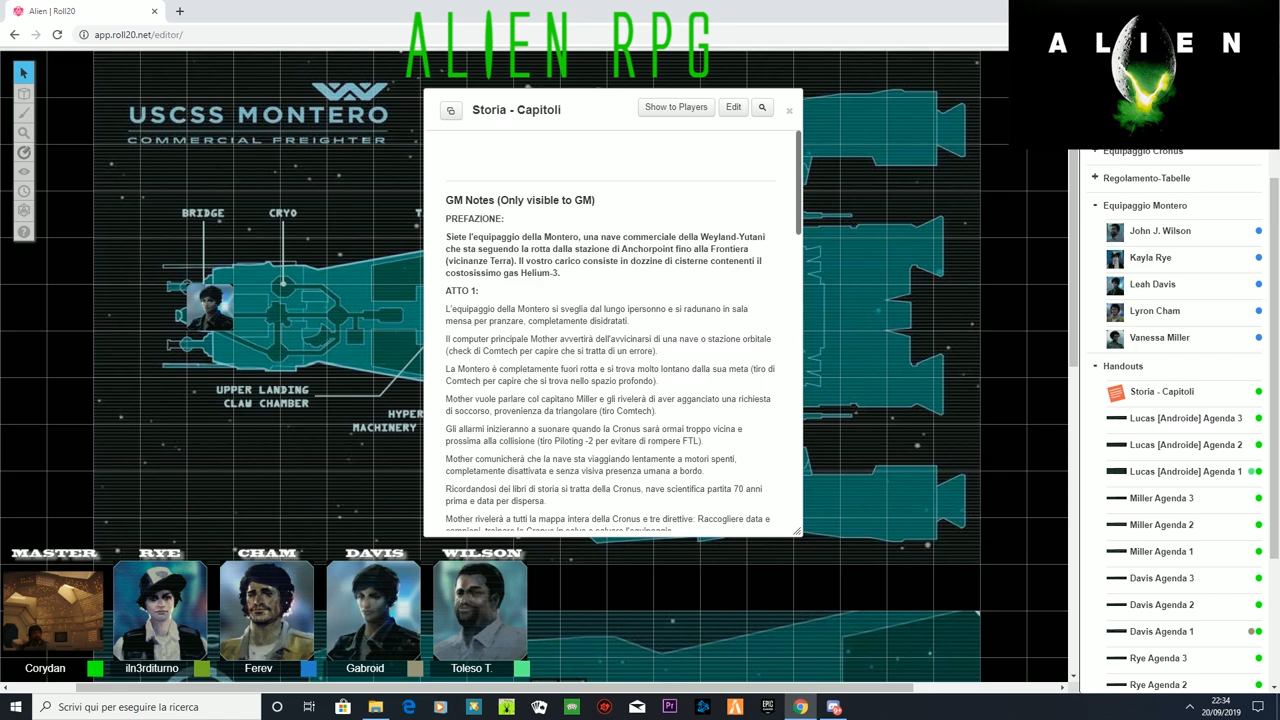 Alien | Roll20
app.roll20.net/editor/
ALIEN RPG
ALIEN
USCSS MONTERO
COMMERCIAL FREIGHTER
BRIDGE
CRYO
UPPER LANDING
CLAW CHAMBER
MACHINERY
Storia - Capitoli
Show to Players
Edit
GM Notes (Only visible to GM)
PREFAZIONE:
Siete l'equipaggio della Montero, una nave commerciale della Weyland-Yutani
che sta seguendo la rotta dalla stazione di Anchorpoint fino alla Frontiera
(vicinanze Terra). Il vostro carico consiste in dozzine di cisterne contenenti il
costosissimo gas Helium-3.
ATTO 1:
L'equipaggio della Montero si sveglia dal lungo ipersonno e si radunano in sala
mensa per pranzare, completamente disidratati.
Il computer principale Mother avvertirà dell'avvicinarsi di una nave o stazione orbitale
(check di Comtech per capire che si tratta di un errore).
La Montero è completamente fuori rotta e si trova molto lontano dalla sua meta (tiro di
Comtech per capire che si trova nello spazio profondo).
Mother vuole parlare col capitano Miller e gli rivelerà di aver agganciato una richiesta
di soccorso, provenienza da triangolare (tiro Comtech).
Gli allarmi inizieranno a suonare quando la Cronus sarà ormai troppo vicina e
prossima alla collisione (tiro Piloting -2 per evitare di rompere FTL).
Mother comunicherà che la nave sta viaggiando lentamente a motori spenti,
completamente disattivata e senza visiva presenza umana a bordo.
Ricordandosi dei libri di storia si tratta della Cronus, nave scientifica partita 70 anni
prima e data per dispersa.
Mother rivelerà a tutti la mappa intera della Cronus e tre direttive: Raccogliere data e
Equipaggio Cronus
Regolamento-Tabelle
Equipaggio Montero
John J. Wilson
Kayla Rye
Leah Davis
Lyron Cham
Vanessa Miller
Handouts
Storia - Capitoli
Lucas [Androide] Agenda 3
Lucas [Androide] Agenda 2
Lucas [Androide] Agenda 1
Miller Agenda 3
Miller Agenda 2
Miller Agenda 1
Davis Agenda 3
Davis Agenda 2
Davis Agenda 1
Rye Agenda 3
Rye Agenda 2
MASTER
RYE
CHAM
DAVIS
WILSON
Corydan
iln3rditurno
Ferev
Gabroid
Toleso T.
Scrivi qui per eseguire la ricerca
22:34
20/09/2019